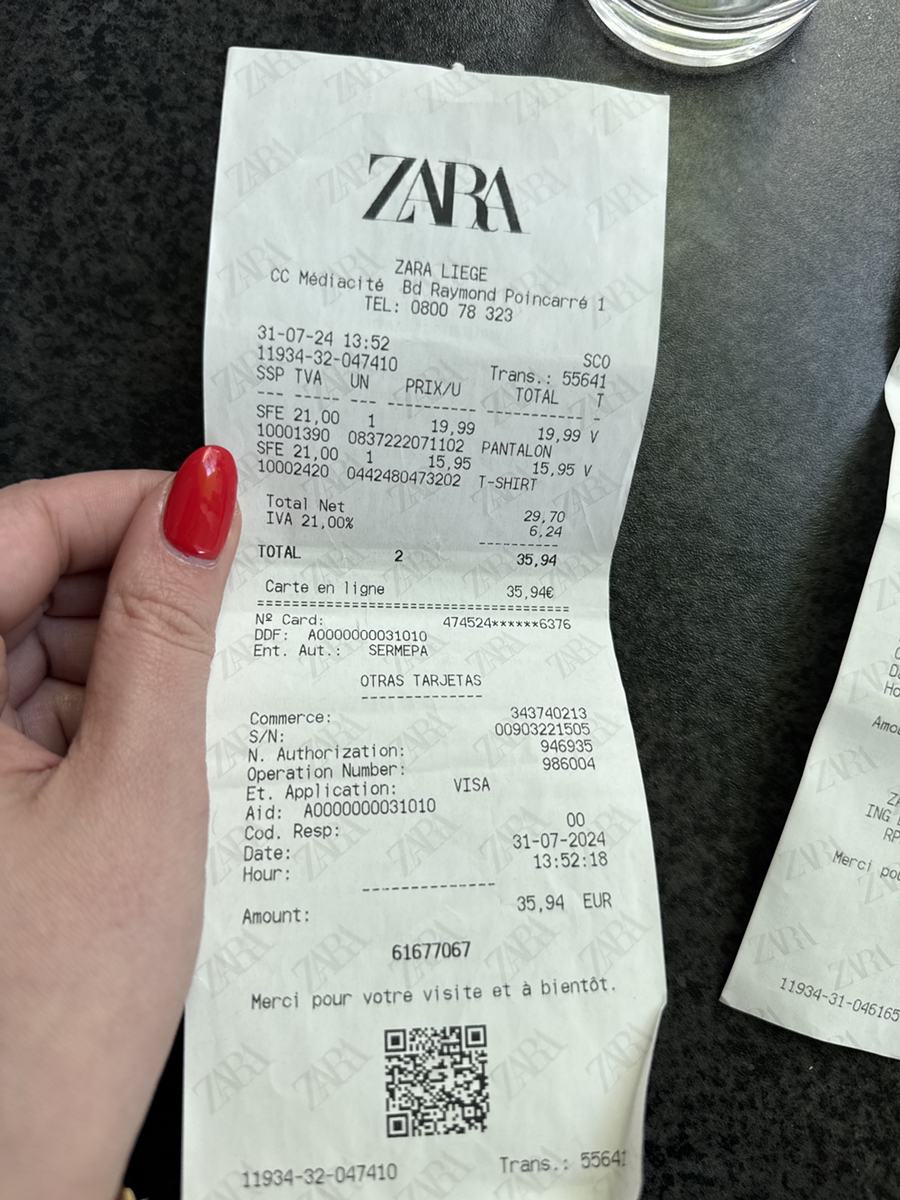 ZARA
ZARA LIEGE
CC Médiacité Bd Raymond Poincarré 1
TEL: 0800 78 323
31-07-24 13:52 SCO
11934-32-047410 Trans.: 55641
SSP TVA UN PRIX/U TOTAL T
--- ----- --- ---------- ----------- -
SFE 21,00 1 19,99 19,99 V
10001390 0837222071102 PANTALON
SFE 21,00 1 15,95 15,95 V
10002420 0442480473202 T-SHIRT
Total Net 29,70
IVA 21,00% 6,24
----------
TOTAL 2 35,94
Carte en ligne 35,94€
========================================
Nº Card: 474524******6376
DDF: A0000000031010
Ent. Aut.: SERMEPA
OTRAS TARJETAS
--------------
Commerce: 343740213
S/N: 00903221505
N. Authorization: 946935
Operation Number: 986004
Et. Application: VISA
Aid: A0000000031010
Cod. Resp: 00
Date: 31-07-2024
Hour: 13:52:18
---------------
Amount: 35,94 EUR
61677067
Merci pour votre visite et à bientôt.
11934-32-047410 Trans.: 55641
Ho
Amou
ING
RP
Merci pou
11934-31-046165